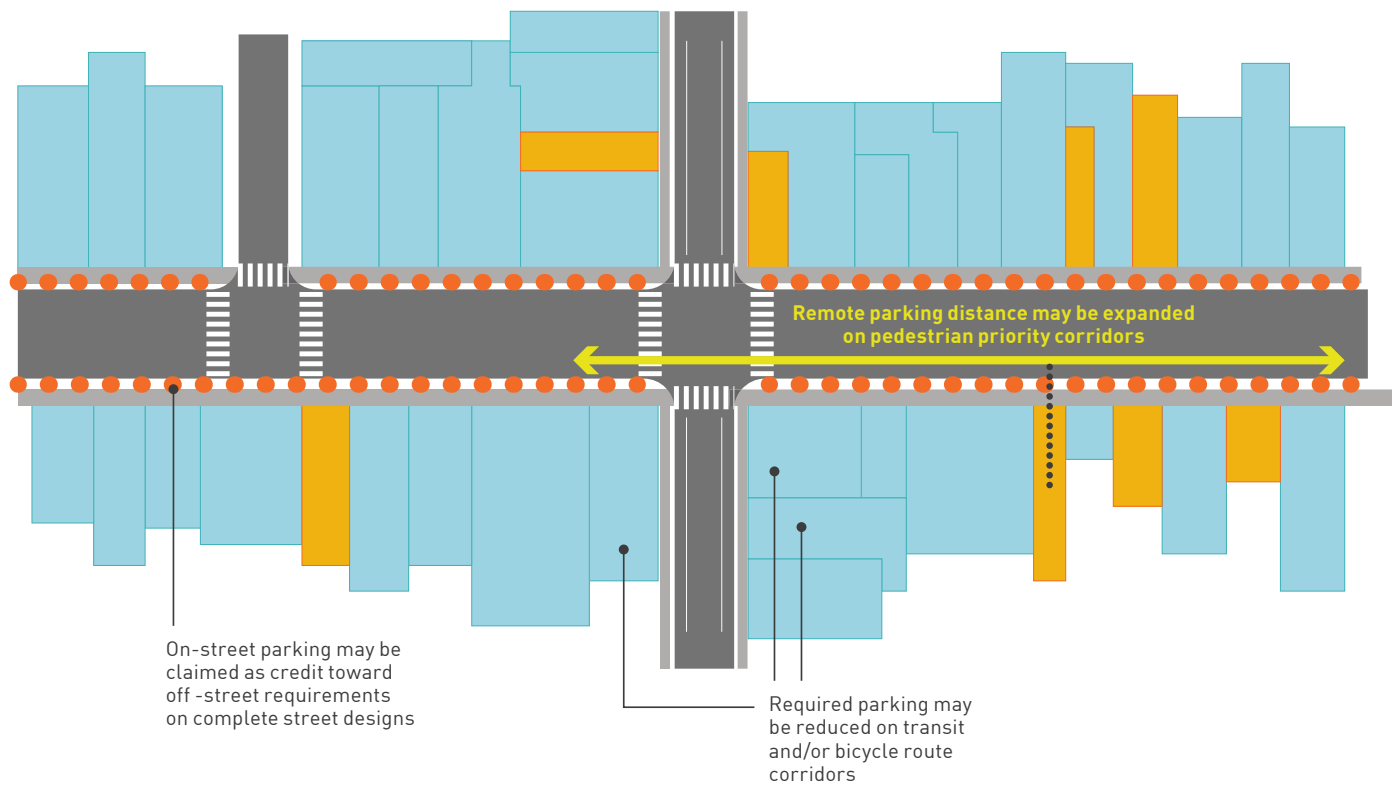 Remote parking distance may be expanded
on pedestrian priority corridors
On-street parking may be
claimed as credit toward
off -street requirements
on complete street designs
Required parking may
be reduced on transit
and/or bicycle route
corridors